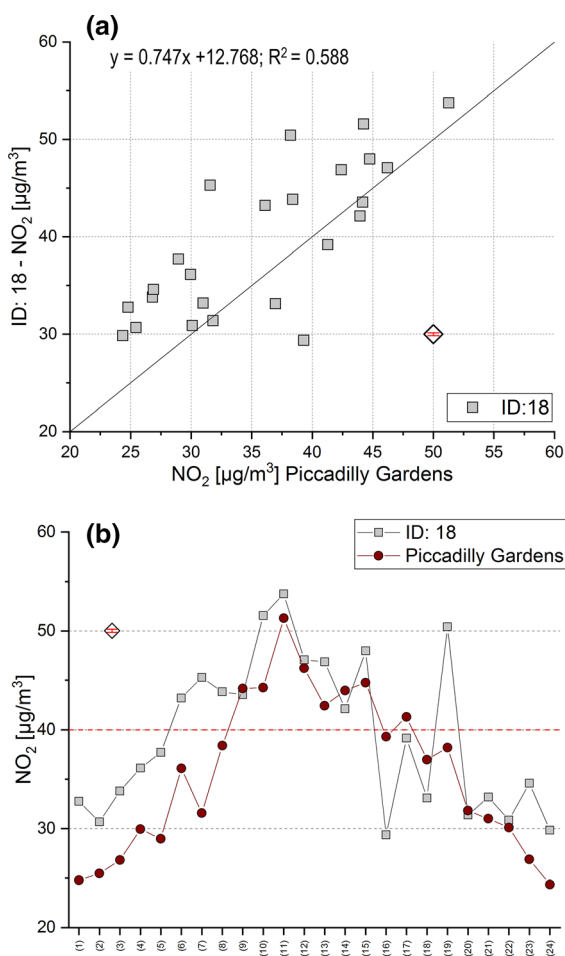 (a)
y = 0.747x +12.768; R² = 0.588
60
50
40
30
20
ID: 18 - NO₂ [µg/m³]
ID:18
20 25 30 35 40 45 50 55 60
NO₂ [µg/m³] Piccadilly Gardens
(b)
ID: 18
Piccadilly Gardens
60
50
40
30
20
NO₂ [µg/m³]
(1) (2) (3) (4) (5) (6) (7) (8) (9) (10) (11) (12) (13) (14) (15) (16) (17) (18) (19) (20) (21) (22) (23) (24)